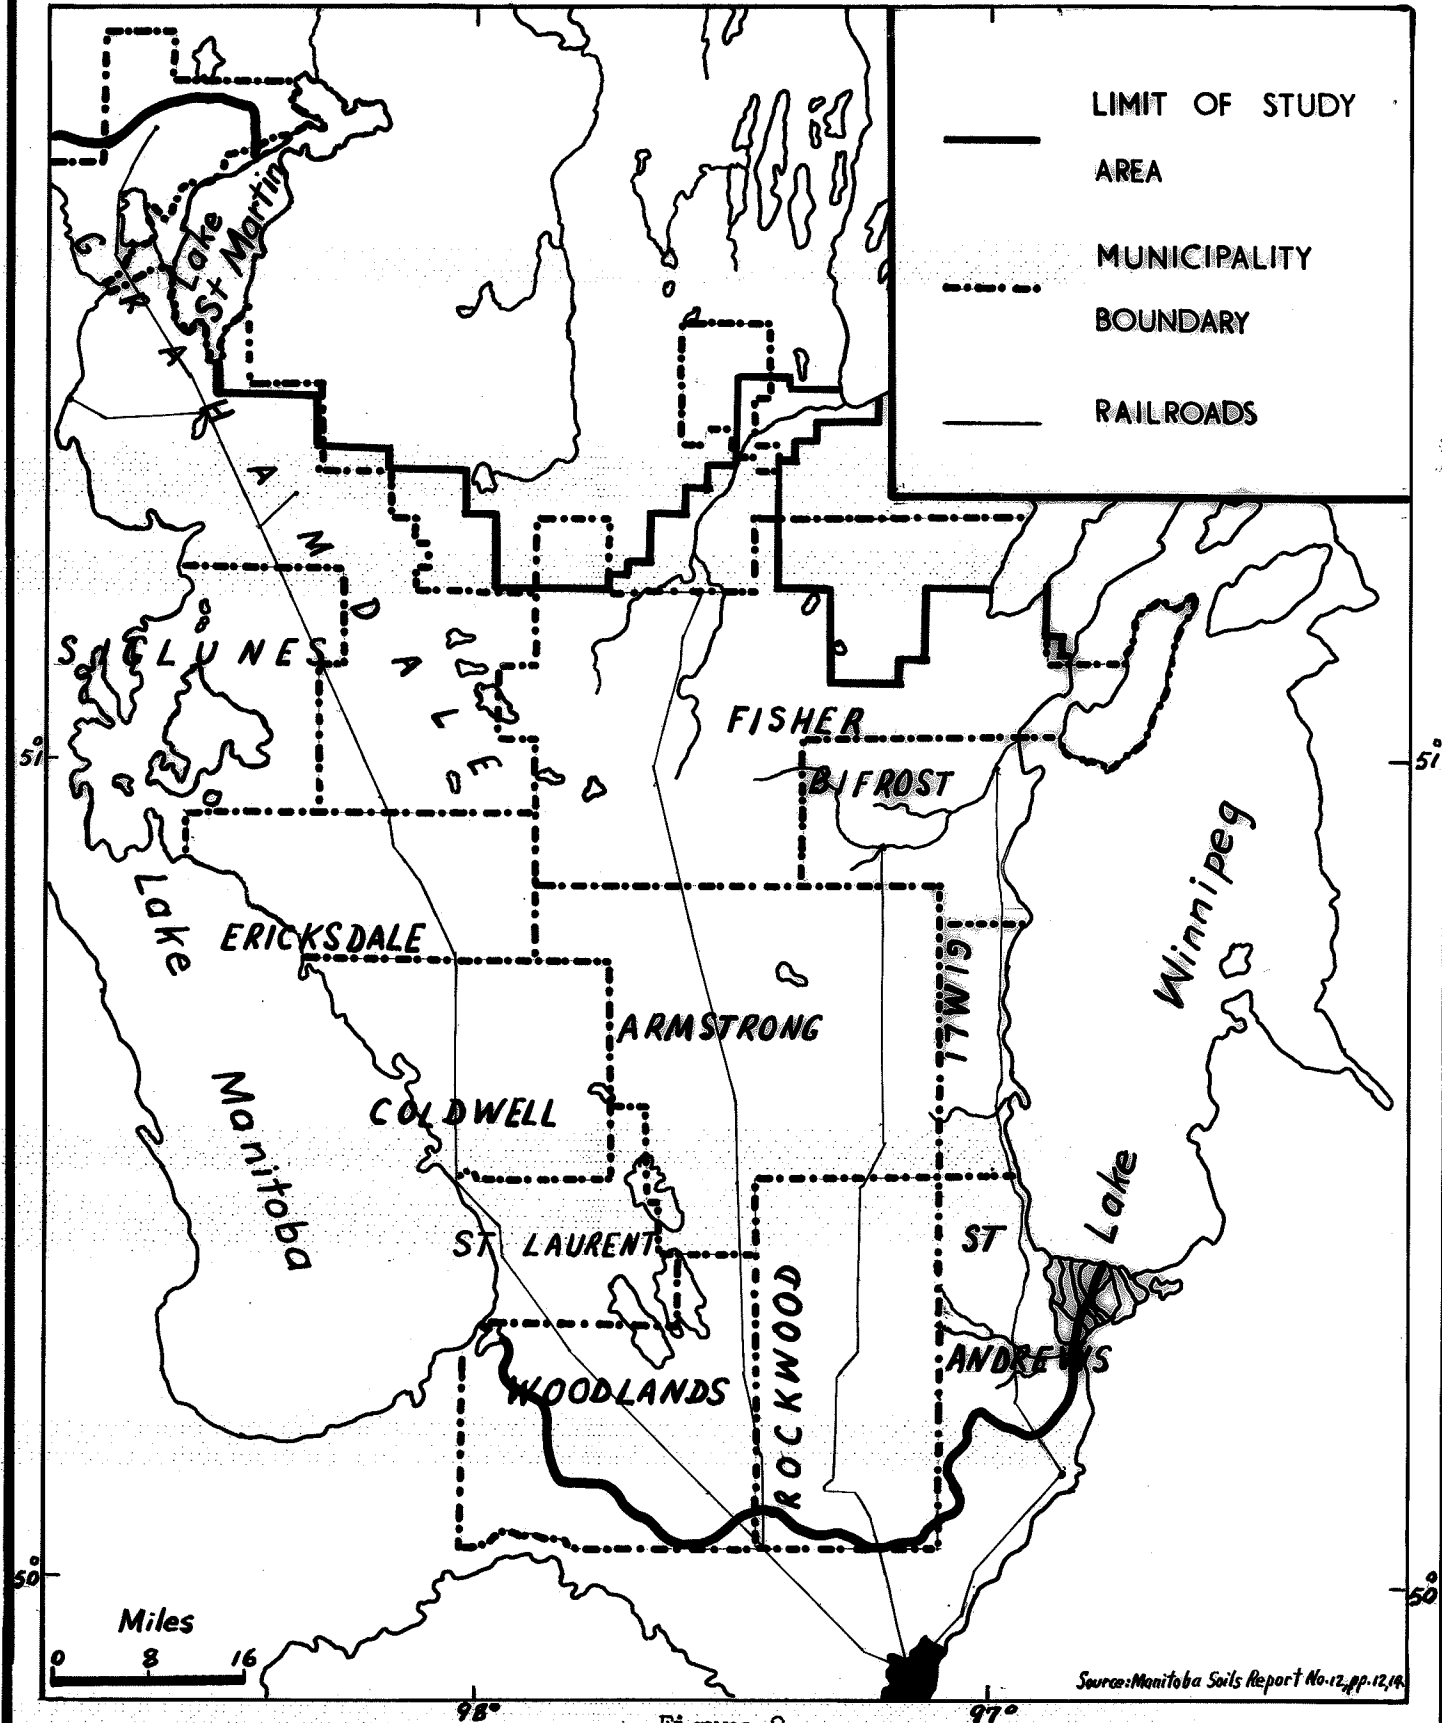 LIMIT OF STUDY
AREA
MUNICIPALITY
BOUNDARY
RAILROADS
Lake
St Martin
GRAHAMDALE
SIGLUNES
FISHER
BIFROST
51°
51°
Lake
Manitoba
ERICKSDALE
GIMLI
Lake
Winnipeg
ARMSTRONG
COLDWELL
ST LAURENT
ST
ANDREWS
ROCKWOOD
WOODLANDS
50°
50°
Miles
0 8 16
Source: Manitoba Soils Report No. 12, pp. 12,14.
98°
97°